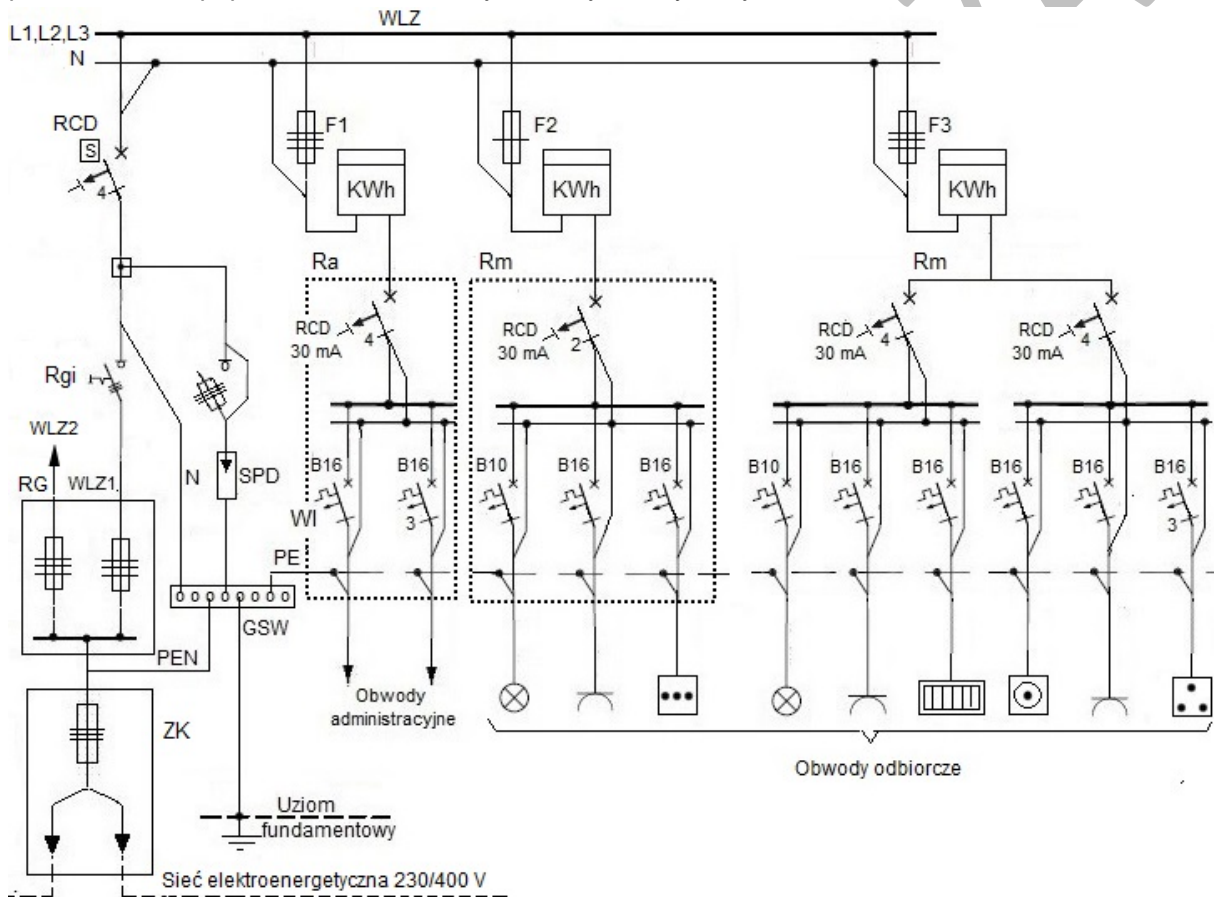 WLZ
L1,L2,L3
N
RCD
S
4
F1
F2
F3
KWh
KWh
KWh
Ra
Rm
Rm
RCD
30 mA
4
RCD
30 mA
2
RCD
30 mA
4
RCD
30 mA
4
Rgi
WLZ2
RG
WLZ1
N
SPD
B16
B16
B10
B16
B16
B10
B16
B16
B16
B16
B16
WI
3
3
PE
GSW
PEN
Obwody
administracyjne
ZK
Obwody odbiorcze
Uziom
fundamentowy
Sieć elektroenergetyczna 230/400 V